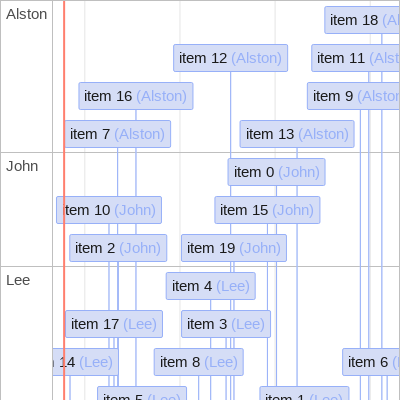 Alston
item 18 (Alston)
item 12 (Alston)
item 11 (Alst
item 16 (Alston)
item 9 (Alston
item 7 (Alston)
item 13 (Alston)
John
item 0 (John)
item 10 (John)
item 15 (John)
item 2 (John)
item 19 (John)
Lee
item 4 (Lee)
item 17 (Lee)
item 3 (Lee)
14 (Lee)
item 8 (Lee)
item 6 (
item 5 (Lee)
item 1 (Lee)